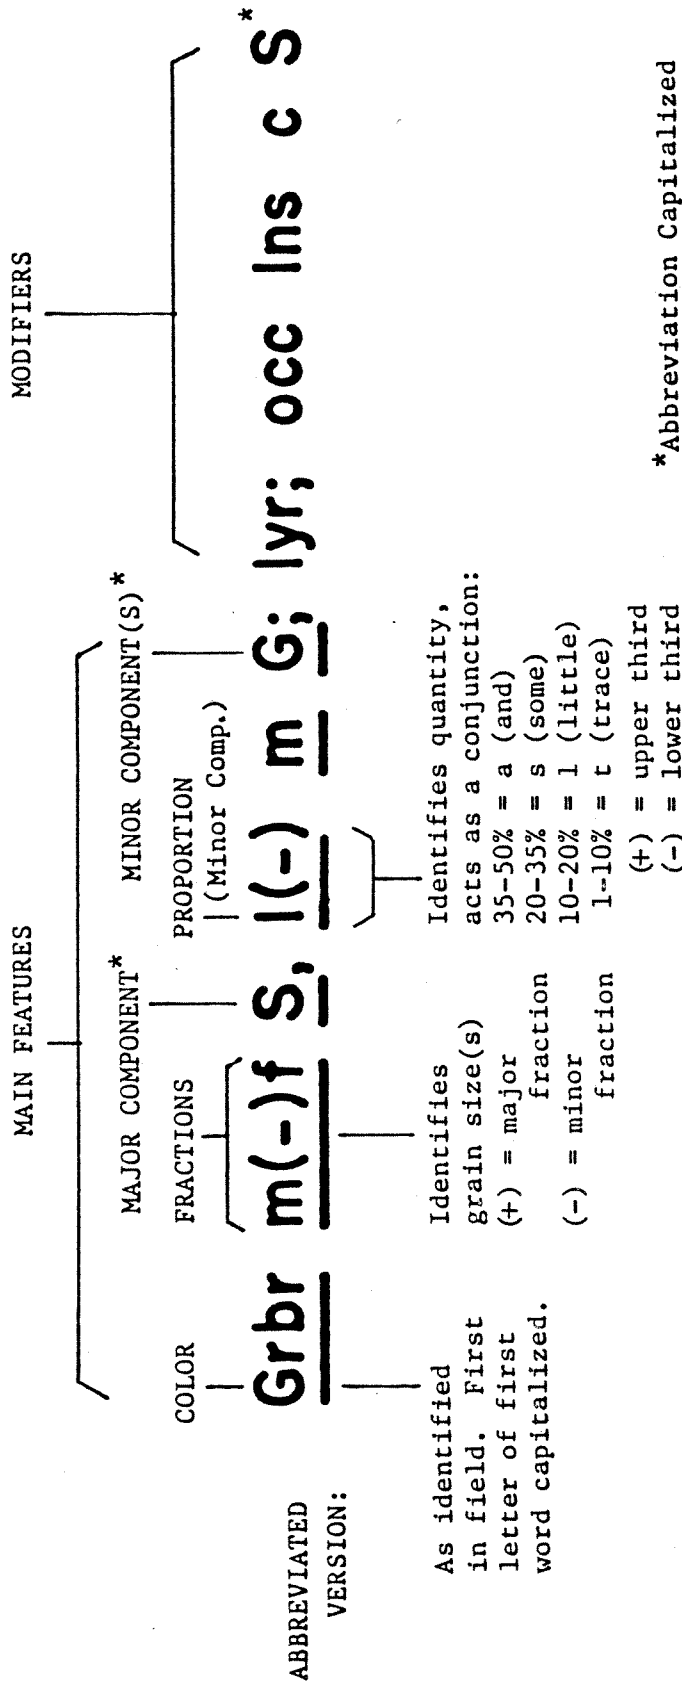 MAIN FEATURES
MODIFIERS
MAJOR COMPONENT*
MINOR COMPONENT(S)*
COLOR
FRACTIONS
PROPORTION
(Minor Comp.)
ABBREVIATED
VERSION:
Grbr m(-)f S, l(-) m G; lyr; occ lns c S*
As identified
in field. First
letter of first
word capitalized.
Identifies
grain size(s)
(+) = major
fraction
(-) = minor
fraction
Identifies quantity,
acts as a conjunction:
35-50% = a (and)
20-35% = s (some)
10-20% = l (little)
1-10% = t (trace)
(+) = upper third
(-) = lower third
*Abbreviation Capitalized